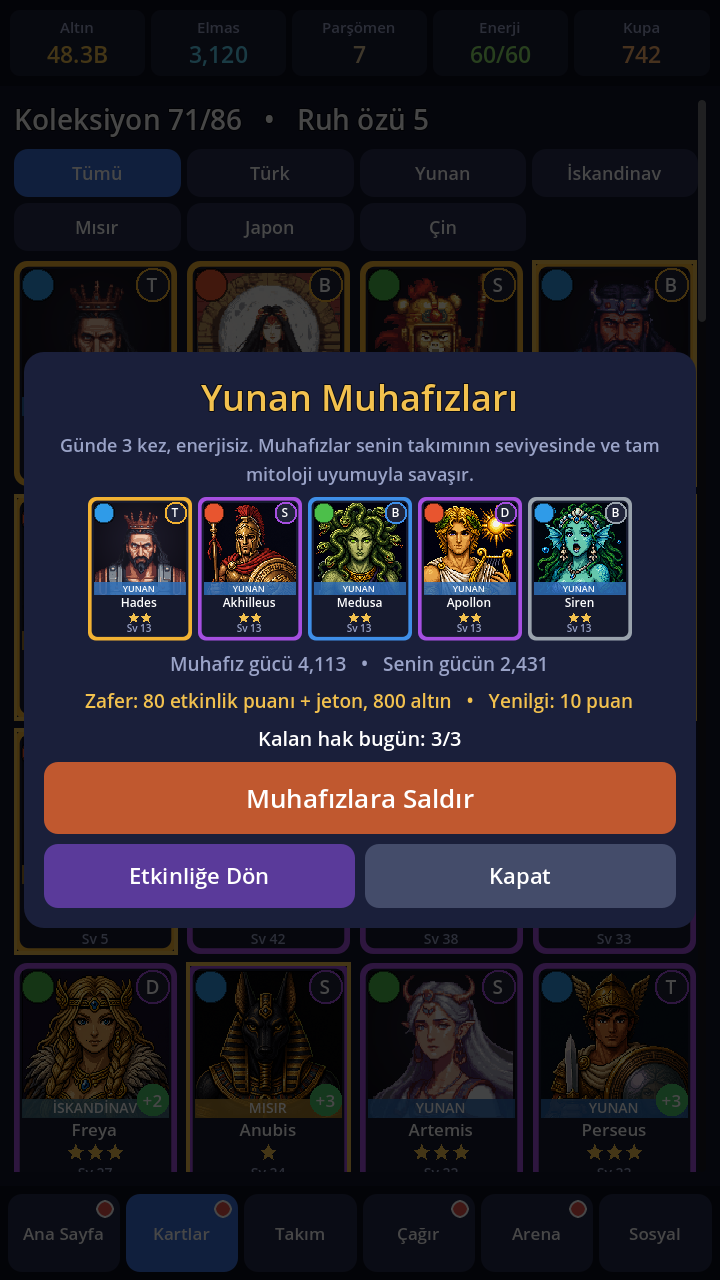 Altın
Elmas
Parşömen
Enerji
Kupa
48.3B
3,120
7
60/60
742
Koleksiyon 71/86 • Ruh özü 5
Tümü
Türk
Yunan
İskandinav
Mısır
Japon
Çin
T
B
S
B
Yunan Muhafızları
Günde 3 kez, enerjisiz. Muhafızlar senin takımının seviyesinde ve tam
mitoloji uyumuyla savaşır.
T
S
B
D
B
YUNAN
YUNAN
YUNAN
YUNAN
YUNAN
Hades
Akhilleus
Medusa
Apollon
Siren
Sv 13
Sv 13
Sv 13
Sv 13
Sv 13
Muhafız gücü 4,113 • Senin gücün 2,431
Zafer: 80 etkinlik puanı + jeton, 800 altın • Yenilgi: 10 puan
Kalan hak bugün: 3/3
Muhafızlara Saldır
Etkinliğe Dön
Kapat
Sv 5
Sv 42
Sv 38
Sv 33
D
S
S
T
+2
+3
+3
İSKANDİNAV
MISIR
YUNAN
YUNAN
Freya
Anubis
Artemis
Perseus
Ana Sayfa
Kartlar
Takım
Çağır
Arena
Sosyal